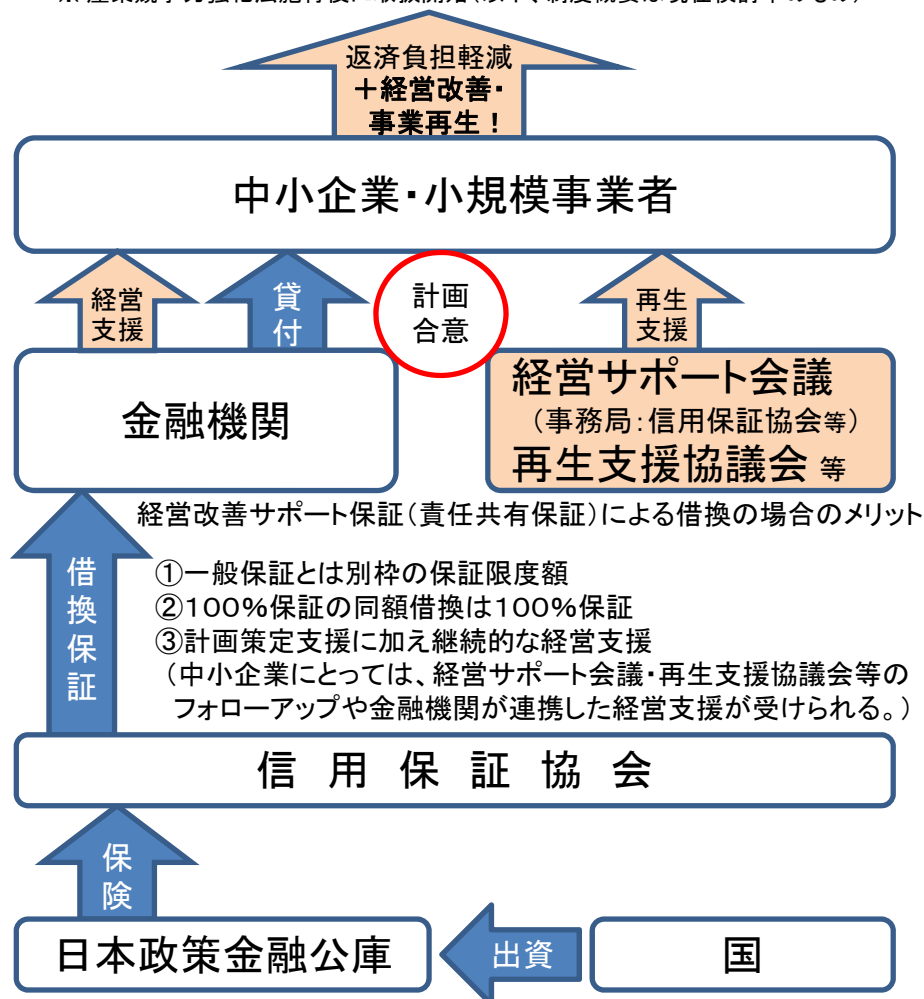 返済負担軽減
＋経営改善・
事業再生！
中小企業・小規模事業者
経営
支援
貸
付
計画
合意
再生
支援
金融機関
経営サポート会議
（事務局：信用保証協会等）
再生支援協議会 等
経営改善サポート保証（責任共有保証）による借換の場合のメリット
借
換
保
証
①一般保証とは別枠の保証限度額
②１００％保証の同額借換は１００％保証
③計画策定支援に加え継続的な経営支援
（中小企業にとっては、経営サポート会議・再生支援協議会等の
フォローアップや金融機関が連携した経営支援が受けられる。）
信 用 保 証 協 会
保
険
日本政策金融公庫
出資
国